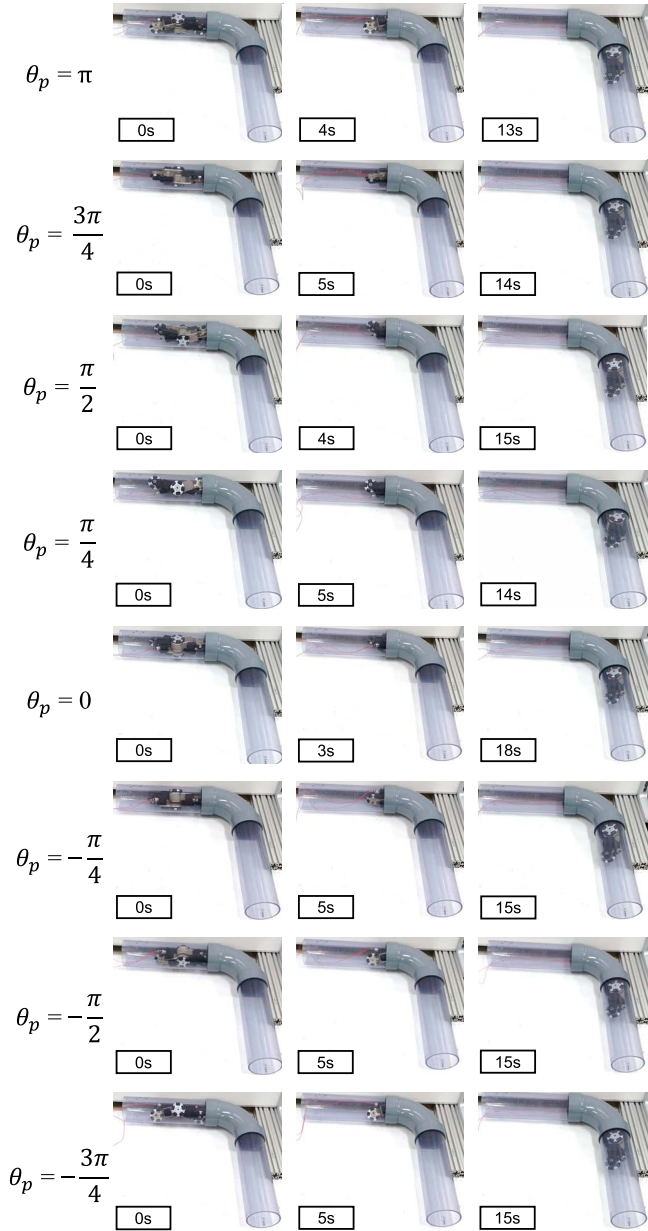 θₚ = π
0s 4s 13s
θₚ = 3π/4
0s 5s 14s
θₚ = π/2
0s 4s 15s
θₚ = π/4
0s 5s 14s
θₚ = 0
0s 3s 18s
θₚ = −π/4
0s 5s 15s
θₚ = −π/2
0s 5s 15s
θₚ = −3π/4
0s 5s 15s